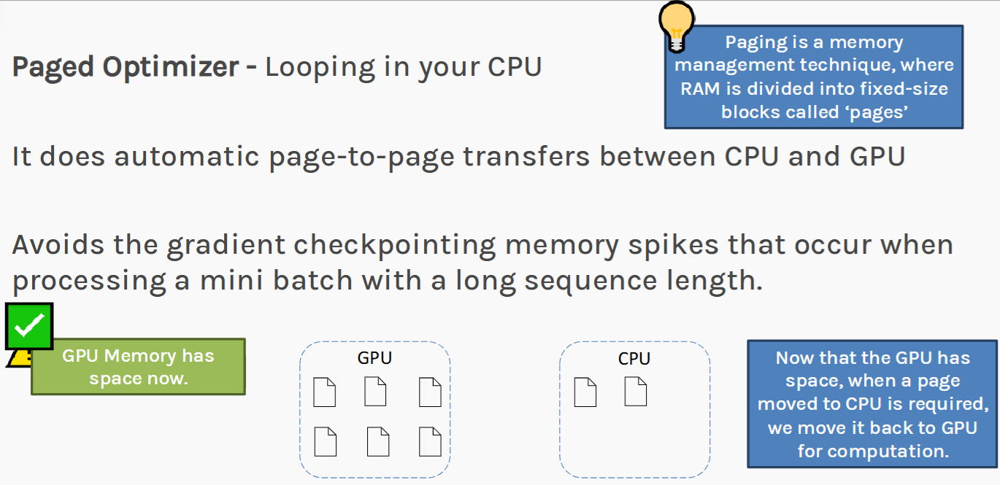 Paging is a memory
management technique, where
RAM is divided into fixed-size
blocks called ‘pages’
Paged Optimizer - Looping in your CPU
It does automatic page-to-page transfers between CPU and GPU
Avoids the gradient checkpointing memory spikes that occur when
processing a mini batch with a long sequence length.
GPU Memory has
space now.
GPU
CPU
Now that the GPU has
space, when a page
moved to CPU is required,
we move it back to GPU
for computation.